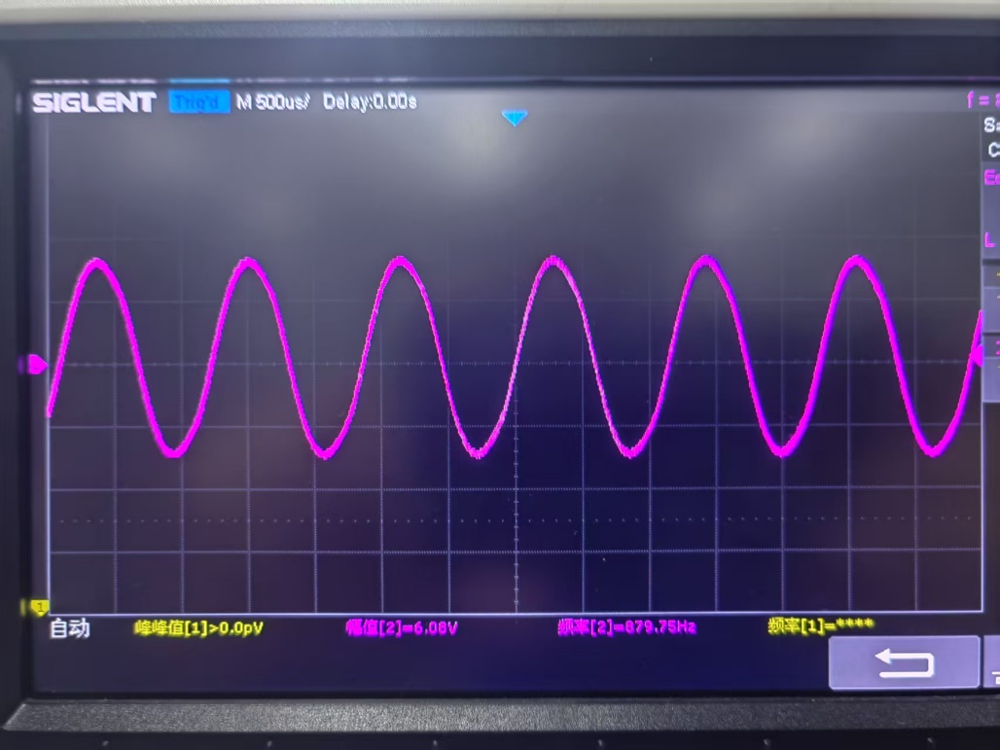 SIGLENT Trig'd M 500us/ Delay:0.00s f =
S
C
E
L
1
自动 峰峰值[1]>0.0pV 幅值[2]=6.08V 频率[2]=879.75Hz 频率[1]=****